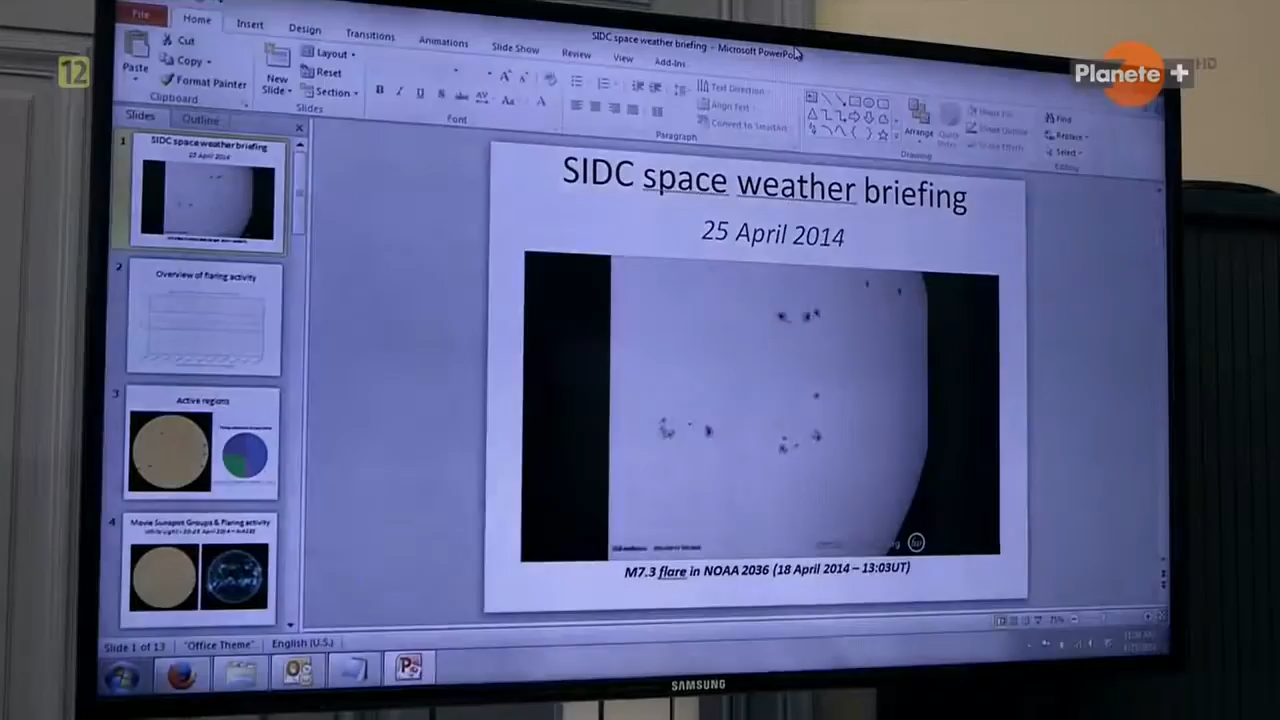 SIDC space weather briefing - Microsoft PowerPoint
File Home Insert Design Transitions Animations Slide Show Review View Add-Ins
12
Planete +
HD
Paste
Cut
Copy
Format Painter
Clipboard
New
Slide
Layout
Reset
Section
Slides
Font
Text Direction
Align Text
Convert to SmartArt
Paragraph
Arrange
Drawing
Find
Replace
Select
Editing
Slides Outline
1
SIDC space weather briefing
25 April 2014
2
Overview of flaring activity
3
Active regions
4
Movie Sunspot Groups & Flaring activity
SIDC space weather briefing
25 April 2014
M7.3 flare in NOAA 2036 (18 April 2014 – 13:03UT)
Slide 1 of 13 "Office Theme" English (U.S.)
SAMSUNG